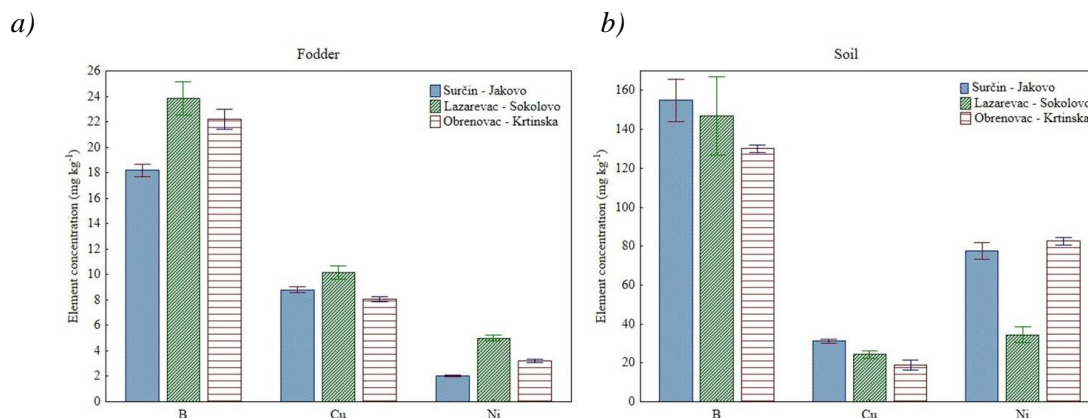 a)
Fodder
Element concentration (mg kg⁻¹)
26
24
22
20
18
16
14
12
10
8
6
4
2
0
Surčin - Jakovo
Lazarevac - Sokolovo
Obrenovac - Krtinska
B Cu Ni
b)
Soil
Element concentration (mg kg⁻¹)
160
140
120
100
80
60
40
20
0
Surčin - Jakovo
Lazarevac - Sokolovo
Obrenovac - Krtinska
B Cu Ni